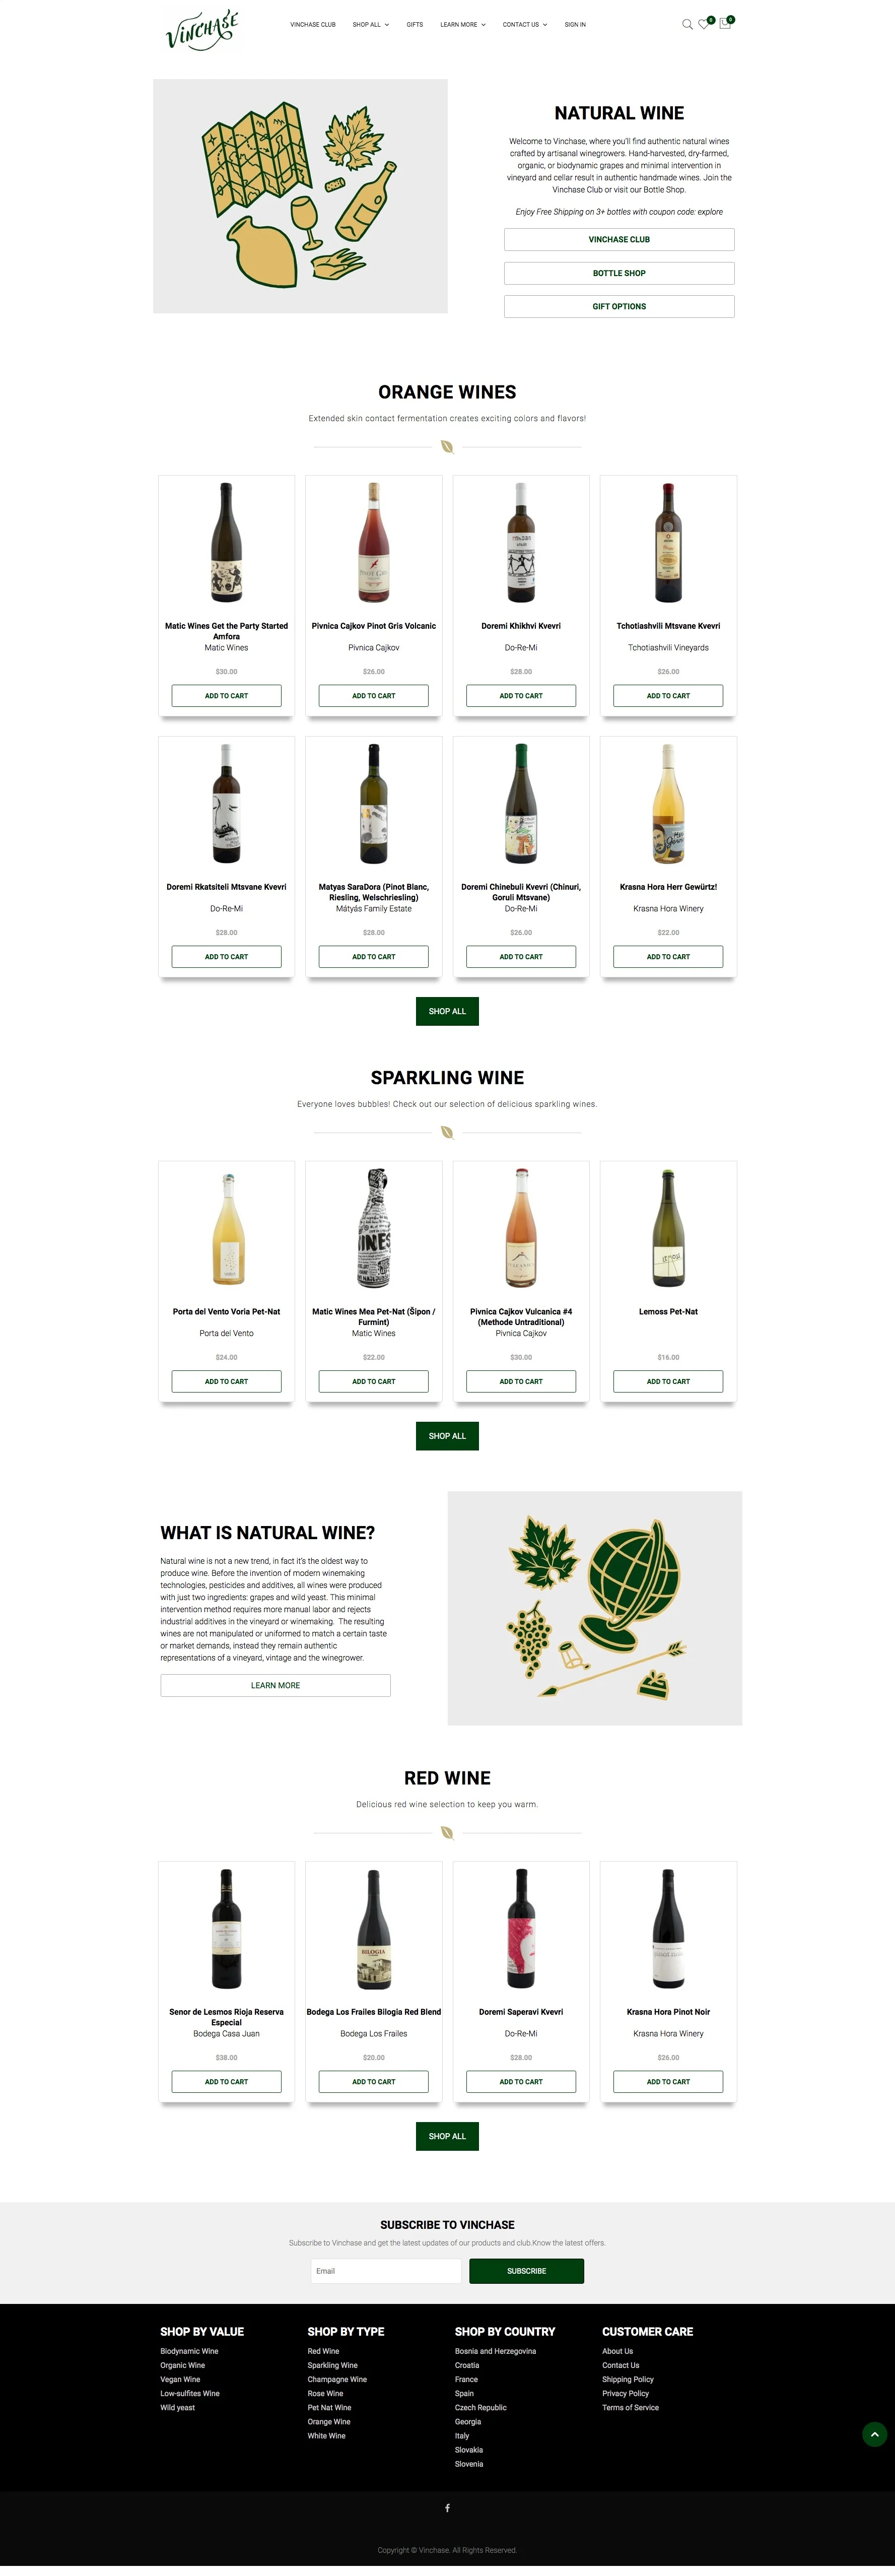 Vinchase
VINCHASE CLUB SHOP ALL GIFTS LEARN MORE CONTACT US SIGN IN
0 0
NATURAL WINE
Welcome to Vinchase, where you'll find authentic natural wines
crafted by artisanal winegrowers. Hand-harvested, dry-farmed,
organic, or biodynamic grapes and minimal intervention in
vineyard and cellar result in authentic handmade wines. Join the
Vinchase Club or visit our Bottle Shop.
Enjoy Free Shipping on 3+ bottles with coupon code: explore
VINCHASE CLUB
BOTTLE SHOP
GIFT OPTIONS
ORANGE WINES
Extended skin contact fermentation creates exciting colors and flavors!
Matic Wines Get the Party Started
Amfora
Matic Wines
$30.00
ADD TO CART
PINOT GRIS
Pivnica Cajkov Pinot Gris Volcanic
Pivnica Cajkov
$26.00
ADD TO CART
Doremi Khikhvi Kvevri
Do-Re-Mi
$28.00
ADD TO CART
Tchotiashvili Mtsvane Kvevri
Tchotiashvili Vineyards
$26.00
ADD TO CART
Doremi Rkatsiteli Mtsvane Kvevri
Do-Re-Mi
$28.00
ADD TO CART
Matyas SaraDora (Pinot Blanc,
Riesling, Welschriesling)
Mátyás Family Estate
$28.00
ADD TO CART
Doremi Chinebuli Kvevri (Chinuri,
Goruli Mtsvane)
Do-Re-Mi
$26.00
ADD TO CART
Krasna Hora Herr Gewürtz!
Krasna Hora Winery
$22.00
ADD TO CART
SHOP ALL
SPARKLING WINE
Everyone loves bubbles! Check out our selection of delicious sparkling wines.
Porta del Vento Voria Pet-Nat
Porta del Vento
$24.00
ADD TO CART
WINES
Matic Wines Mea Pet-Nat (Šipon /
Furmint)
Matic Wines
$22.00
ADD TO CART
Pivnica Cajkov Vulcanica #4
(Methode Untraditional)
Pivnica Cajkov
$30.00
ADD TO CART
Lemoss Pet-Nat
$16.00
ADD TO CART
SHOP ALL
WHAT IS NATURAL WINE?
Natural wine is not a new trend, in fact it's the oldest way to
produce wine. Before the invention of modern winemaking
technologies, pesticides and additives, all wines were produced
with just two ingredients: grapes and wild yeast. This minimal
intervention method requires more manual labor and rejects
industrial additives in the vineyard or winemaking. The resulting
wines are not manipulated or uniformed to match a certain taste
or market demands, instead they remain authentic
representations of a vineyard, vintage and the winegrower.
LEARN MORE
RED WINE
Delicious red wine selection to keep you warm.
Senor de Lesmos Rioja Reserva
Especial
Bodega Casa Juan
$38.00
ADD TO CART
BILOGIA
Bodega Los Frailes Bilogia Red Blend
Bodega Los Frailes
$20.00
ADD TO CART
Doremi Saperavi Kvevri
Do-Re-Mi
$28.00
ADD TO CART
Krasna Hora Pinot Noir
Krasna Hora Winery
$26.00
ADD TO CART
SHOP ALL
SUBSCRIBE TO VINCHASE
Subscribe to Vinchase and get the latest updates of our products and club.Know the latest offers.
Email
SUBSCRIBE
SHOP BY VALUE
Biodynamic Wine
Organic Wine
Vegan Wine
Low-sulfites Wine
Wild yeast
SHOP BY TYPE
Red Wine
Sparkling Wine
Champagne Wine
Rose Wine
Pet Nat Wine
Orange Wine
White Wine
SHOP BY COUNTRY
Bosnia and Herzegovina
Croatia
France
Spain
Czech Republic
Georgia
Italy
Slovakia
Slovenia
CUSTOMER CARE
About Us
Contact Us
Shipping Policy
Privacy Policy
Terms of Service
Copyright © Vinchase. All Rights Reserved.